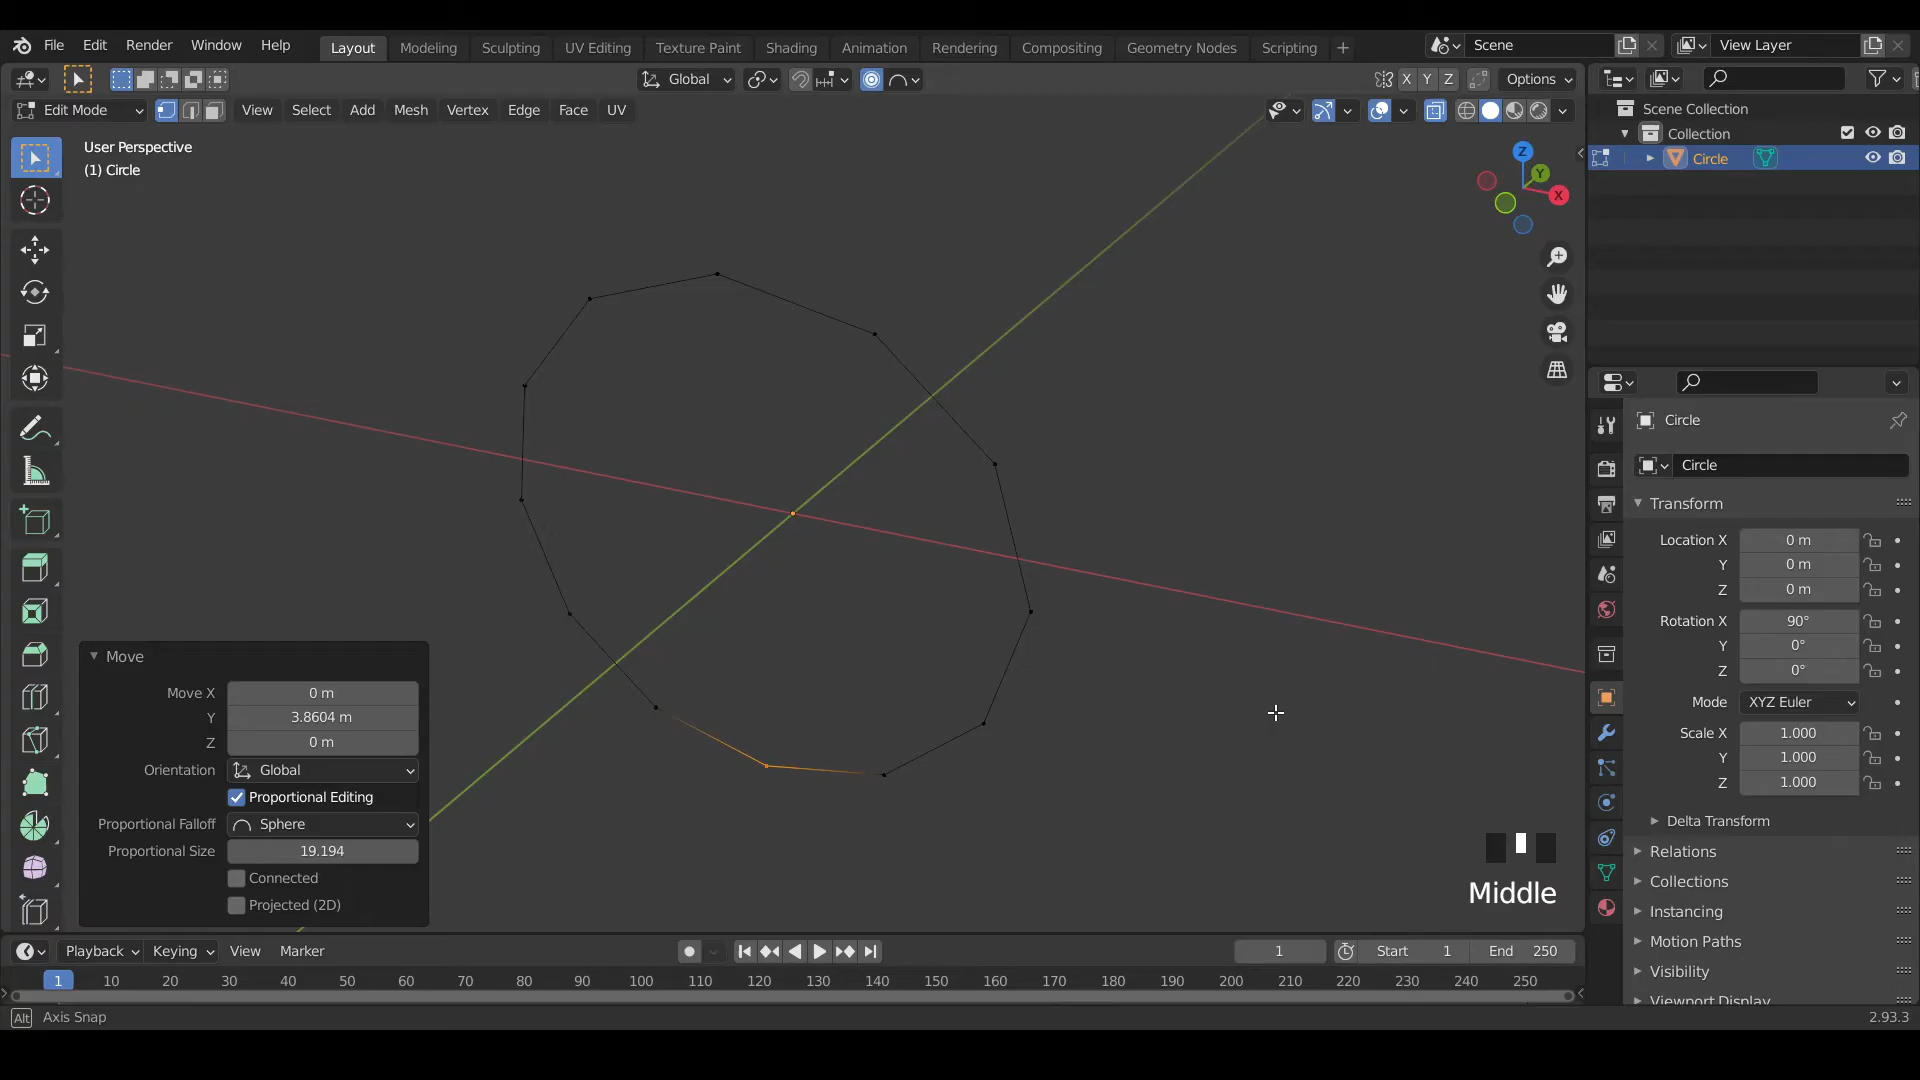 File Edit Render Window Help Layout Modeling Sculpting UV Editing Texture Paint Shading Animation Rendering Compositing Geometry Nodes Scripting + Scene View Layer
Global X Y Z Options
Edit Mode View Select Add Mesh Vertex Edge Face UV
Scene Collection
Collection
Circle
User Perspective
(1) Circle
Z
Y
X
Circle
Circle
Transform
Location X 0 m
Y 0 m
Z 0 m
Rotation X 90°
Y 0°
Z 0°
Mode XYZ Euler
Scale X 1.000
Y 1.000
Z 1.000
Delta Transform
Relations
Collections
Instancing
Motion Paths
Visibility
Viewport Display
Move
Move X 0 m
Y 3.8604 m
Z 0 m
Orientation Global
Proportional Editing
Proportional Falloff Sphere
Proportional Size 19.194
Connected
Projected (2D)
Middle
Playback Keying View Marker 1 Start 1 End 250
1 10 20 30 40 50 60 70 80 90 100 110 120 130 140 150 160 170 180 190 200 210 220 230 240 250
Alt Axis Snap 2.93.3